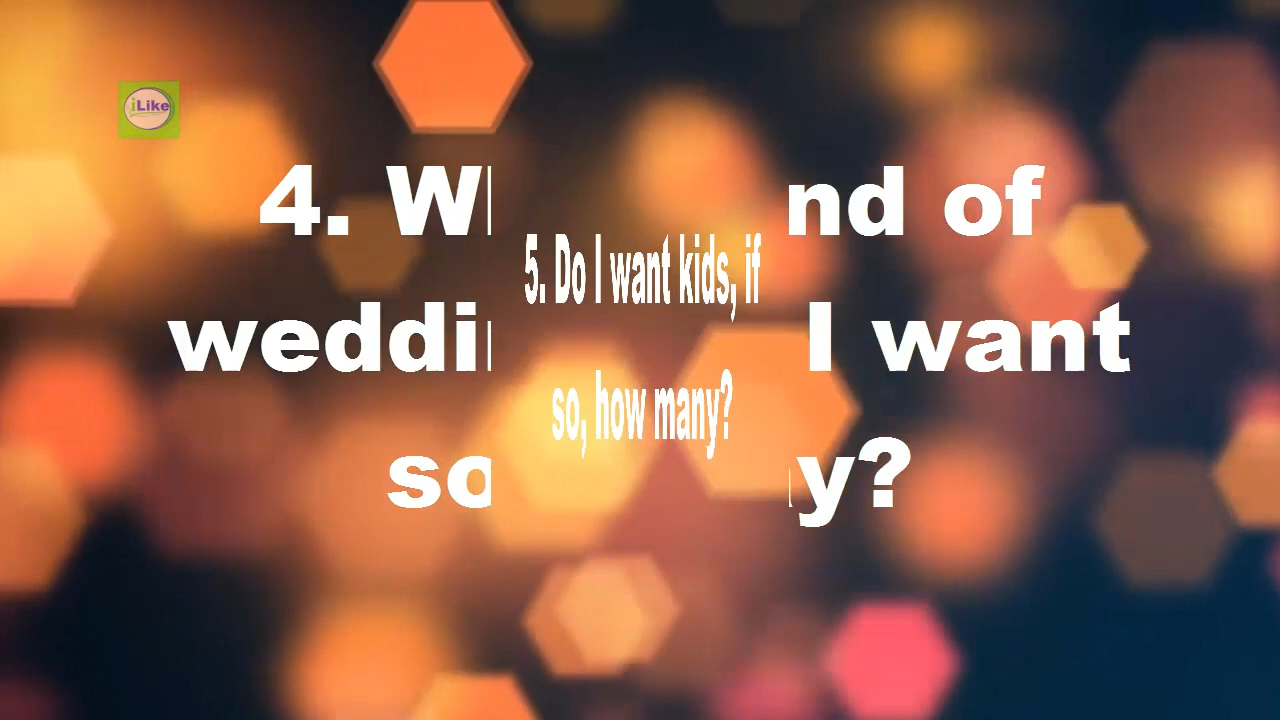 iLike
4. W nd of
weddi I want
so y?
5. Do I want kids, if
so, how many?